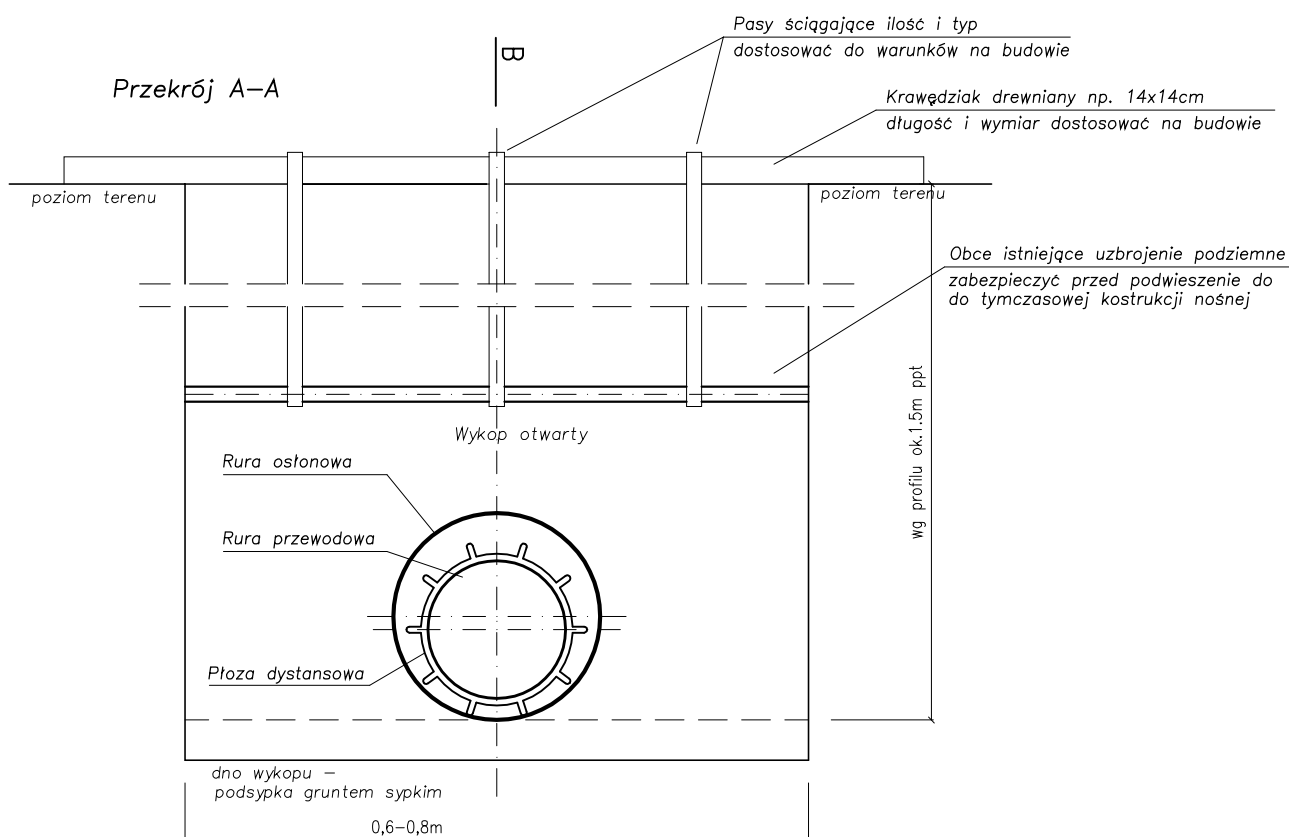 Pasy ściągające ilość i typ
dostosować do warunków na budowie
B
Przekrój A–A
Krawędziak drewniany np. 14x14cm
długość i wymiar dostosować na budowie
poziom terenu
poziom terenu
Obce istniejące uzbrojenie podziemne
zabezpieczyć przed podwieszenie do
do tymczasowej kostrukcji nośnej
wg profilu ok.1.5m ppt
Wykop otwarty
Rura osłonowa
Rura przewodowa
Płoza dystansowa
dno wykopu –
podsypka gruntem sypkim
0,6–0,8m